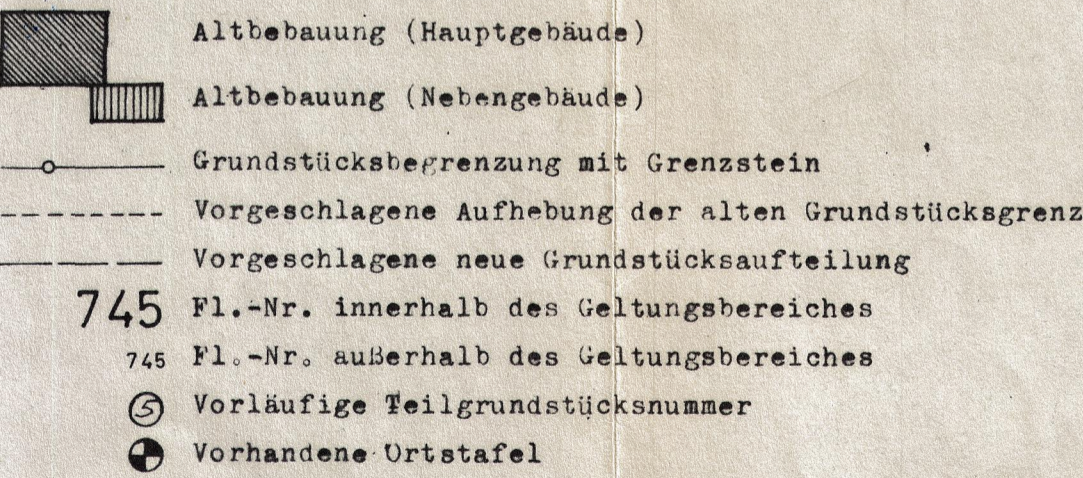 Altbebauung (Hauptgebäude)
Altbebauung (Nebengebäude)
Grundstücksbegrenzung mit Grenzstein
Vorgeschlagene Aufhebung der alten Grundstücksgrenz
Vorgeschlagene neue Grundstücksaufteilung
745 Fl.-Nr. innerhalb des Geltungsbereiches
745 Fl.-Nr. außerhalb des Geltungsbereiches
5 Vorläufige Teilgrundstücksnummer
Vorhandene Ortstafel